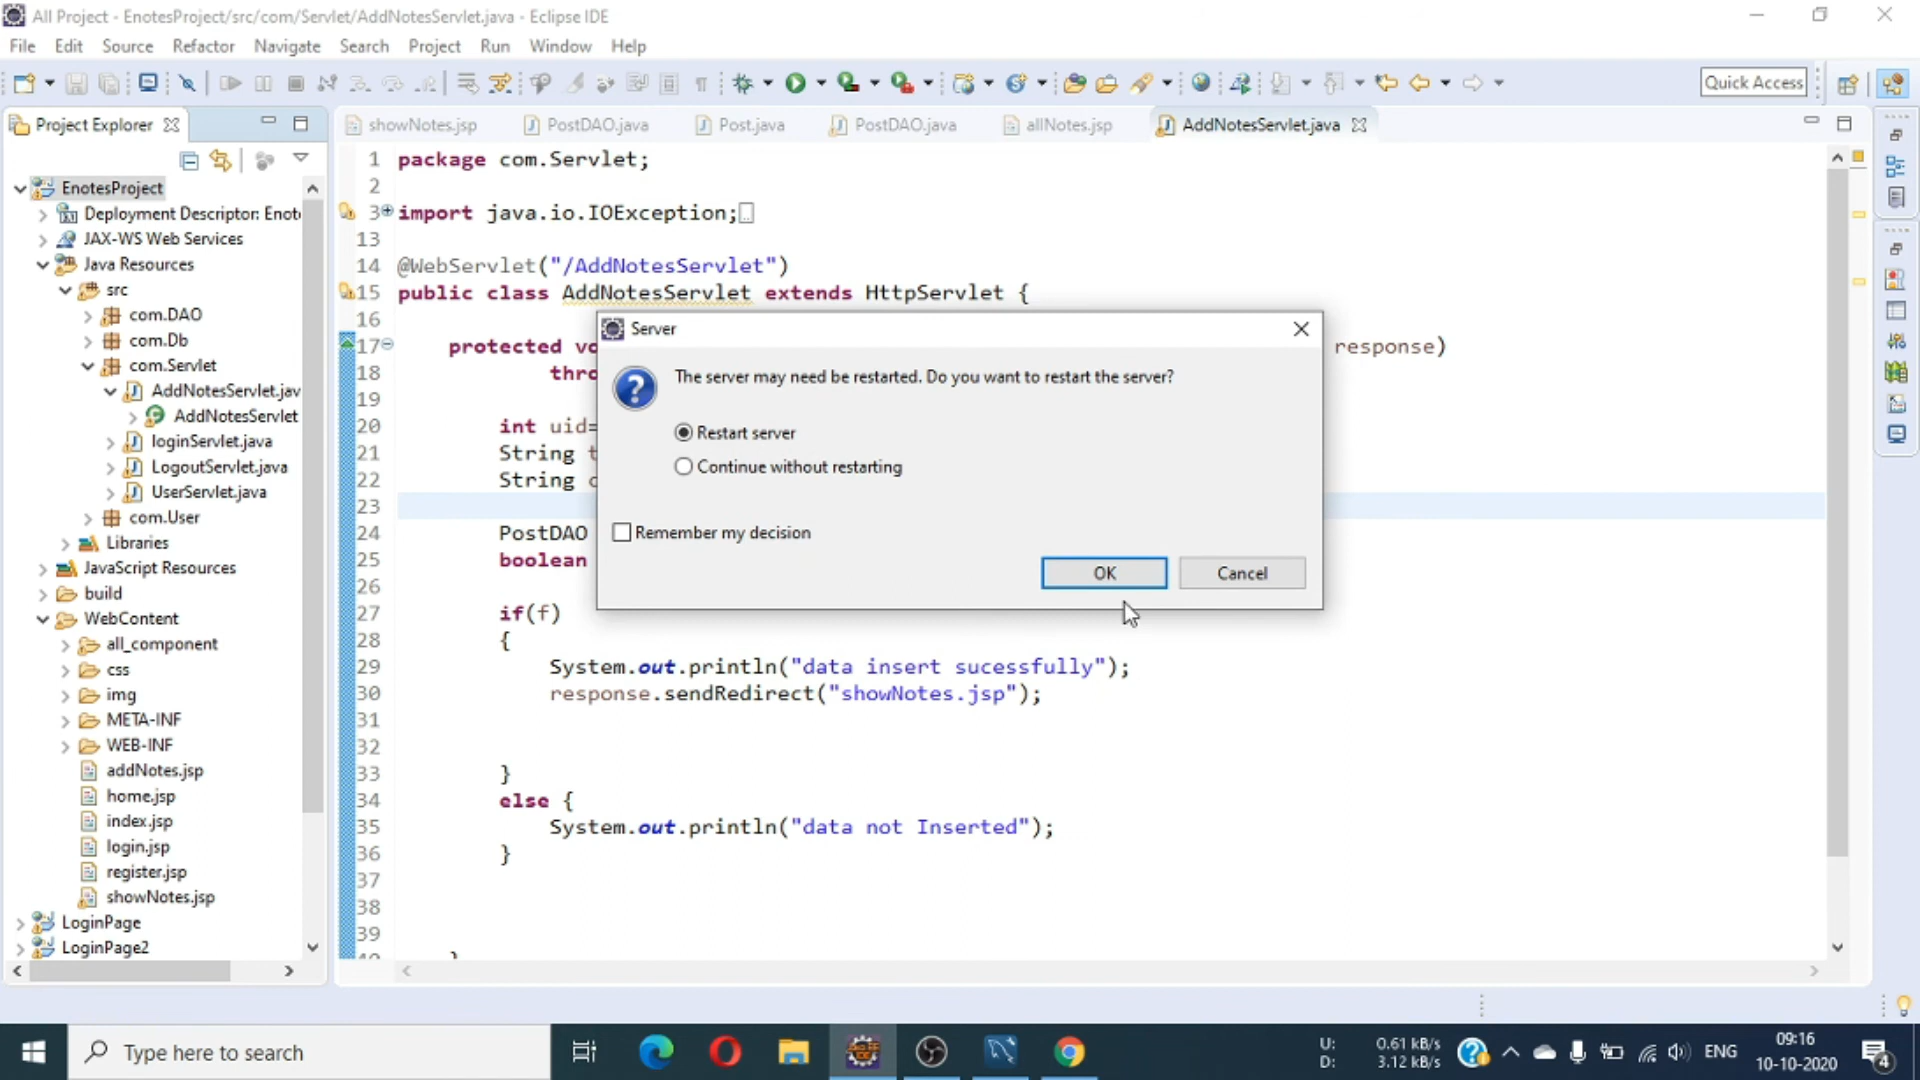 All Project - EnotesProject/src/com/Servlet/AddNotesServlet.java - Eclipse IDE
File Edit Source Refactor Navigate Search Project Run Window Help
Quick Access
Project Explorer
showNotes.jsp PostDAO.java Post.java PostDAO.java allNotes.jsp AddNotesServlet.java
EnotesProject
Deployment Descriptor: Enot
JAX-WS Web Services
Java Resources
src
com.DAO
com.Db
com.Servlet
AddNotesServlet.jav
AddNotesServlet
loginServlet.java
LogoutServlet.java
UserServlet.java
com.User
Libraries
JavaScript Resources
build
WebContent
all_component
css
img
META-INF
WEB-INF
addNotes.jsp
home.jsp
index.jsp
login.jsp
register.jsp
showNotes.jsp
LoginPage
LoginPage2
1 package com.Servlet;
2
3 import java.io.IOException;
13
14 @WebServlet("/AddNotesServlet")
15 public class AddNotesServlet extends HttpServlet {
16
17 protected vo response)
18 thro
19
20 int uid=
21 String t
22 String
23
24 PostDAO
25 boolean
26
27 if(f)
28 {
29 System.out.println("data insert sucessfully");
30 response.sendRedirect("showNotes.jsp");
31
32
33 }
34 else {
35 System.out.println("data not Inserted");
36 }
37
38
39
Server
The server may need be restarted. Do you want to restart the server?
Restart server
Continue without restarting
Remember my decision
OK Cancel
Type here to search
U: 0.61 kB/s
D: 3.12 kB/s
ENG
09:16
10-10-2020
4